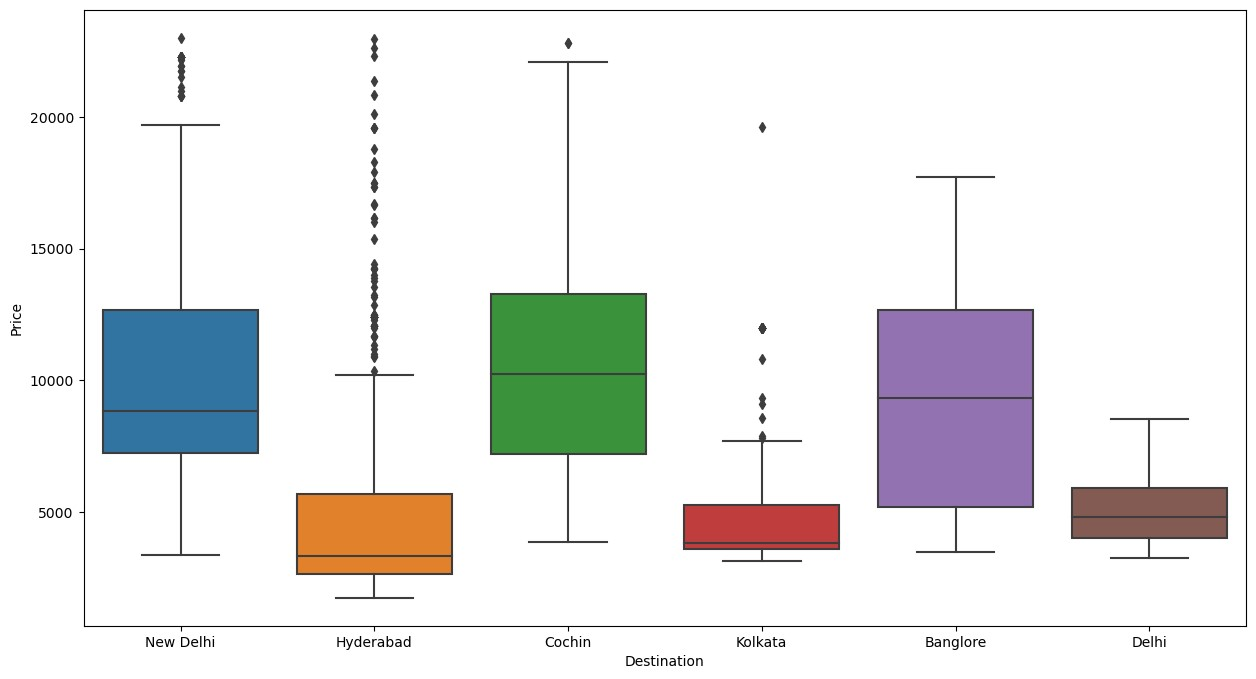 20000
15000
10000
5000
Price
New Delhi
Hyderabad
Cochin
Kolkata
Banglore
Delhi
Destination